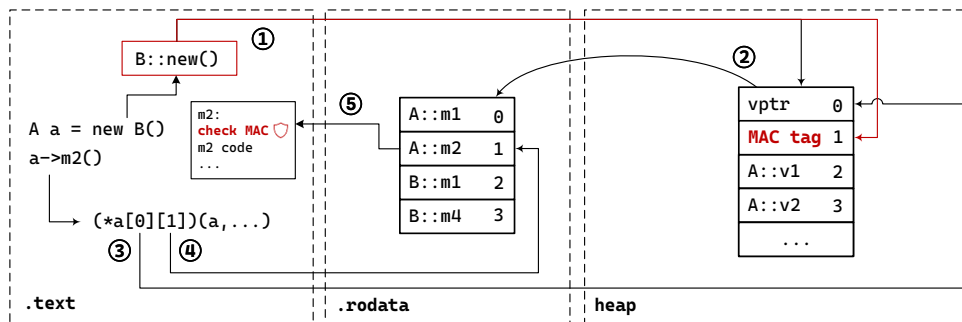 ①
B::new()
A a = new B()
a->m2()
m2:
check MAC
m2 code
...
(*a[0][1])(a,...)
③
④
.text
⑤
A::m1 0
A::m2 1
B::m1 2
B::m4 3
.rodata
②
vptr 0
MAC tag 1
A::v1 2
A::v2 3
...
heap